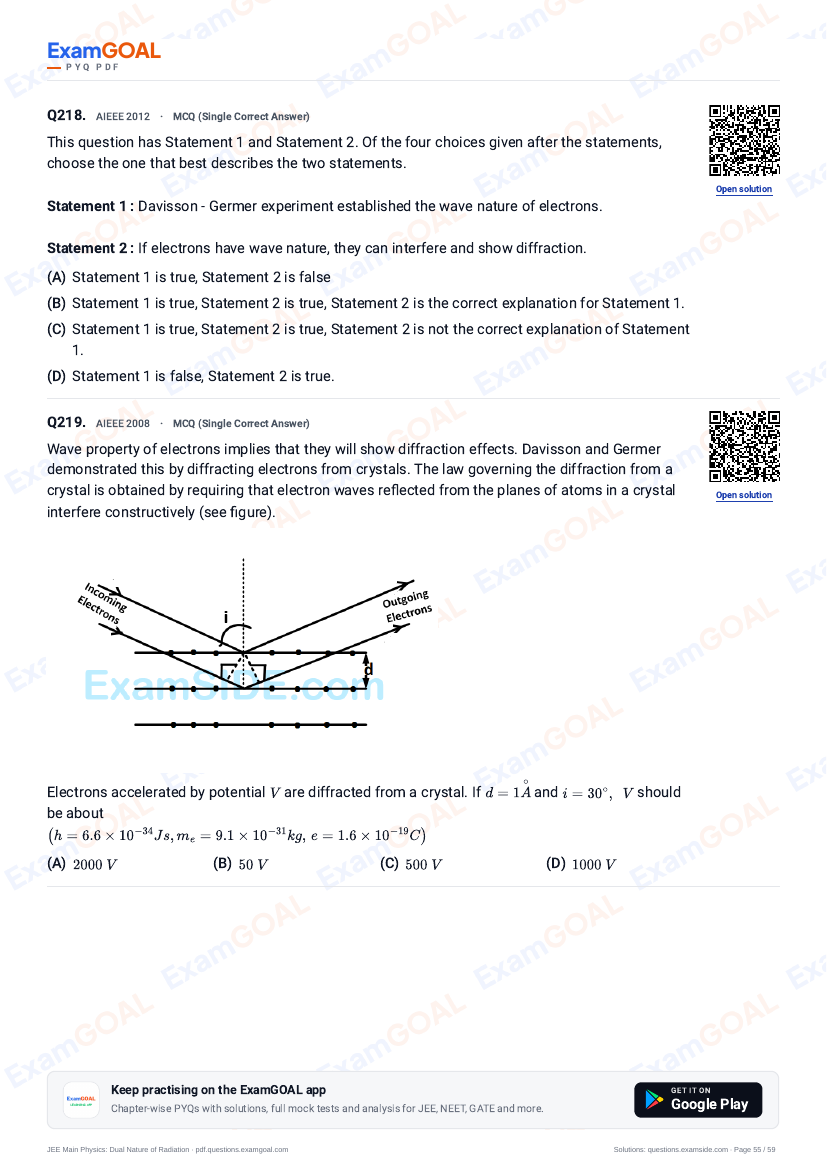 ExamGOAL
PYQ PDF
Q218. AIEEE 2012 · MCQ (Single Correct Answer)
This question has Statement 1 and Statement 2. Of the four choices given after the statements,
choose the one that best describes the two statements.
Open solution
Statement 1 : Davisson - Germer experiment established the wave nature of electrons.
Statement 2 : If electrons have wave nature, they can interfere and show diffraction.
(A) Statement 1 is true, Statement 2 is false
(B) Statement 1 is true, Statement 2 is true, Statement 2 is the correct explanation for Statement 1.
(C) Statement 1 is true, Statement 2 is true, Statement 2 is not the correct explanation of Statement
1.
(D) Statement 1 is false, Statement 2 is true.
Q219. AIEEE 2008 · MCQ (Single Correct Answer)
Wave property of electrons implies that they will show diffraction effects. Davisson and Germer
demonstrated this by diffracting electrons from crystals. The law governing the diffraction from a
crystal is obtained by requiring that electron waves reflected from the planes of atoms in a crystal
interfere constructively (see figure).
Open solution
Incoming
Electrons
i
Outgoing
Electrons
d
ExamSIDE.com
Electrons accelerated by potential V are diffracted from a crystal. If d = 1Å and i = 30°, V should
be about
(h = 6.6 × 10⁻³⁴Js, mₑ = 9.1 × 10⁻³¹kg, e = 1.6 × 10⁻¹⁹C)
(A) 2000 V (B) 50 V (C) 500 V (D) 1000 V
Keep practising on the ExamGOAL app
Chapter-wise PYQs with solutions, full mock tests and analysis for JEE, NEET, GATE and more.
GET IT ON
Google Play
JEE Main Physics: Dual Nature of Radiation · pdf.questions.examgoal.com
Solutions: questions.examside.com · Page 55 / 59